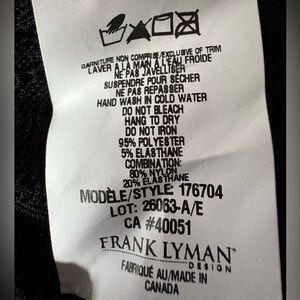 GARNITURE NON COMPRISE/EXCLUSIVE OF TRIM
LAVER A LA MAIN A L'EAU FROIDE
NE PAS JAVELLISER
SUSPENDRE POUR SÉCHER
NE PAS REPASSER
HAND WASH IN COLD WATER
DO NOT BLEACH
HANG TO DRY
DO NOT IRON
95% POLYESTER
5% ELASTHANE
COMBINATION:
80% NYLON
20% ELASTHANE
MODÈLE/STYLE: 176704
LOT: 26063-A/E
CA #40051
FRANK LYMAN
DESIGN
FABRIQUÉ AU/MADE IN
CANADA